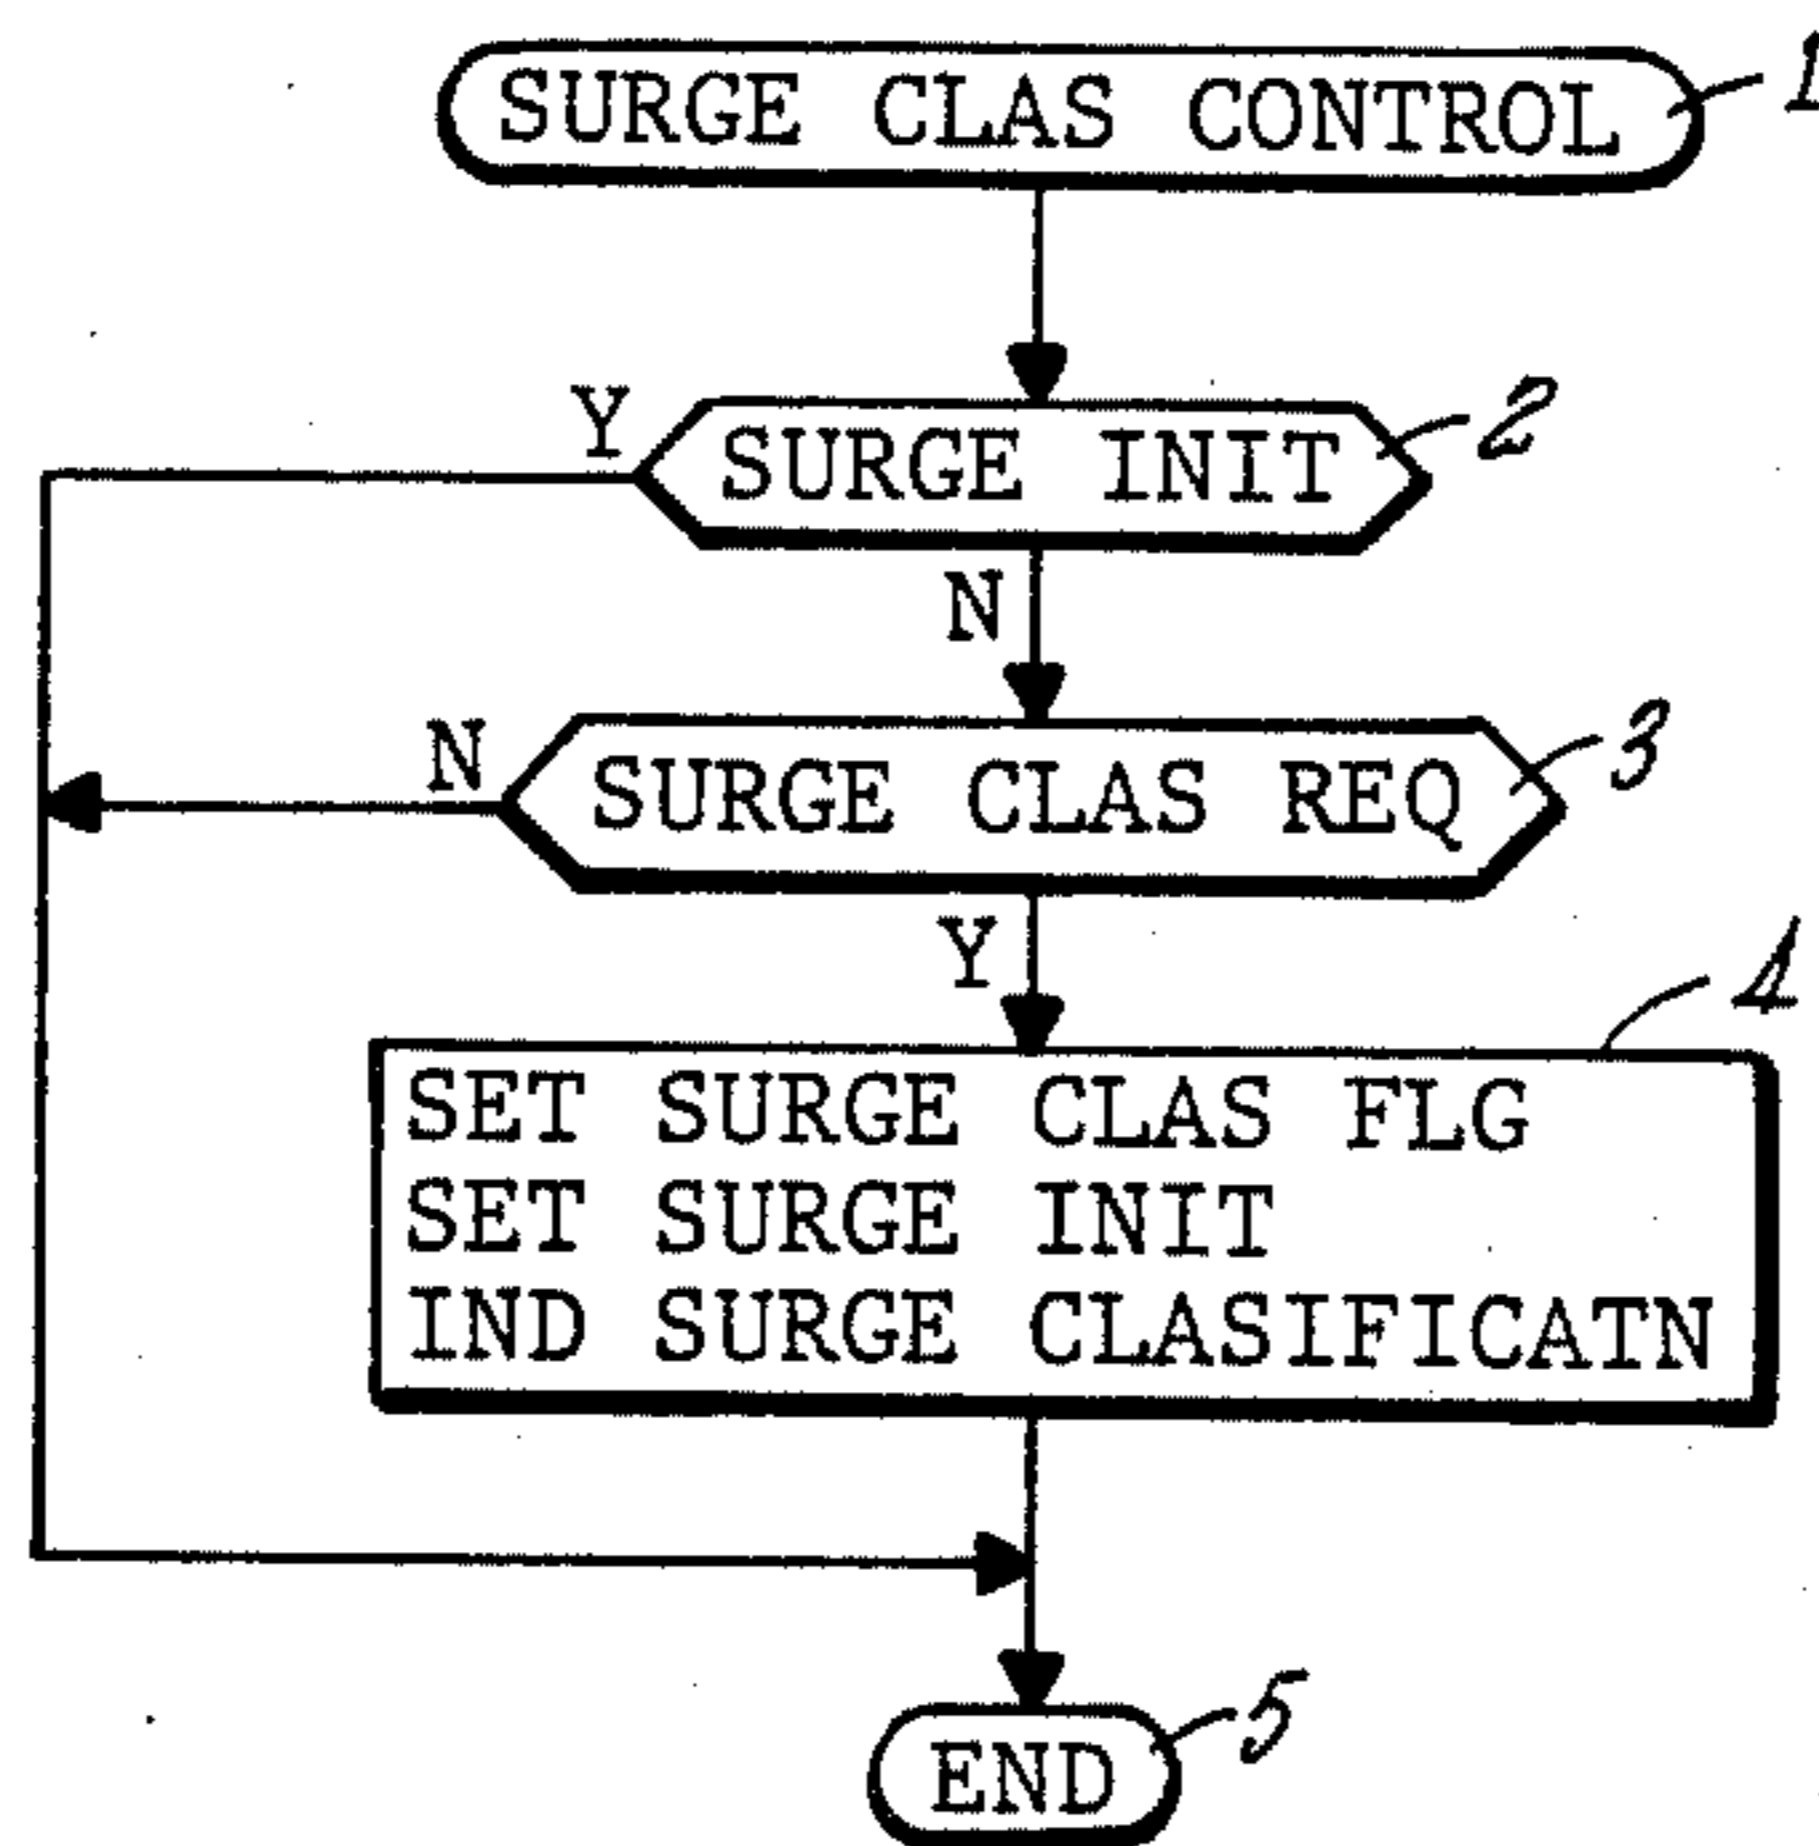 SURGE CLAS CONTROL
1
Y
SURGE INIT
2
N
N
SURGE CLAS REQ
3
Y
4
SET SURGE CLAS FLG
SET SURGE INIT
IND SURGE CLASIFICATN
END
5